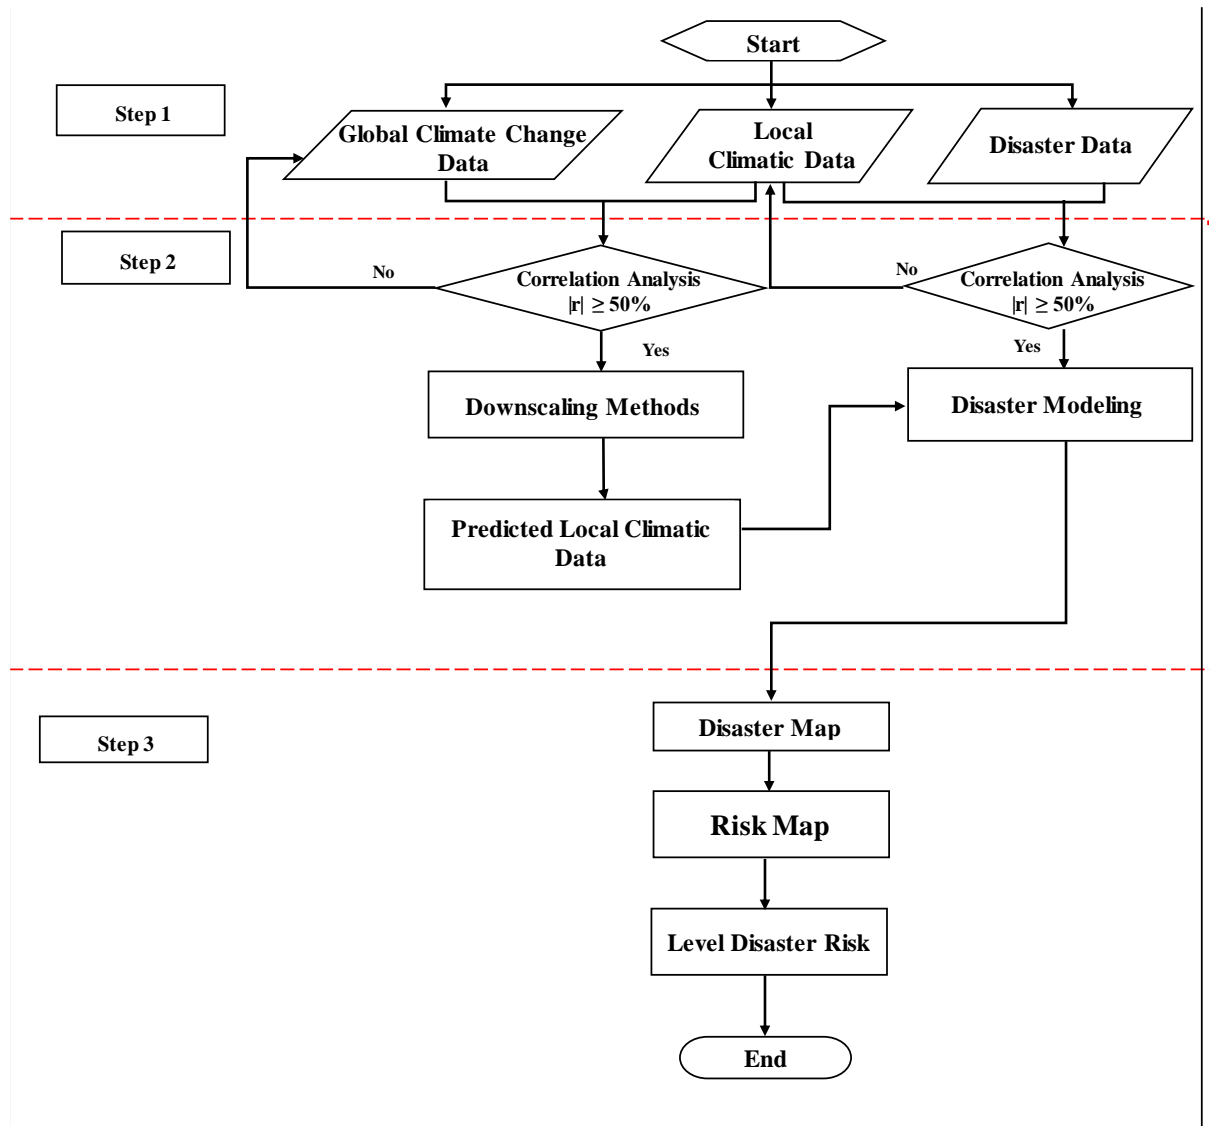 Start
Step 1
Global Climate Change
Data
Local
Climatic Data
Disaster Data
Step 2
No
Correlation Analysis
|r| ≥ 50%
No
Correlation Analysis
|r| ≥ 50%
Yes
Yes
Downscaling Methods
Disaster Modeling
Predicted Local Climatic
Data
Step 3
Disaster Map
Risk Map
Level Disaster Risk
End